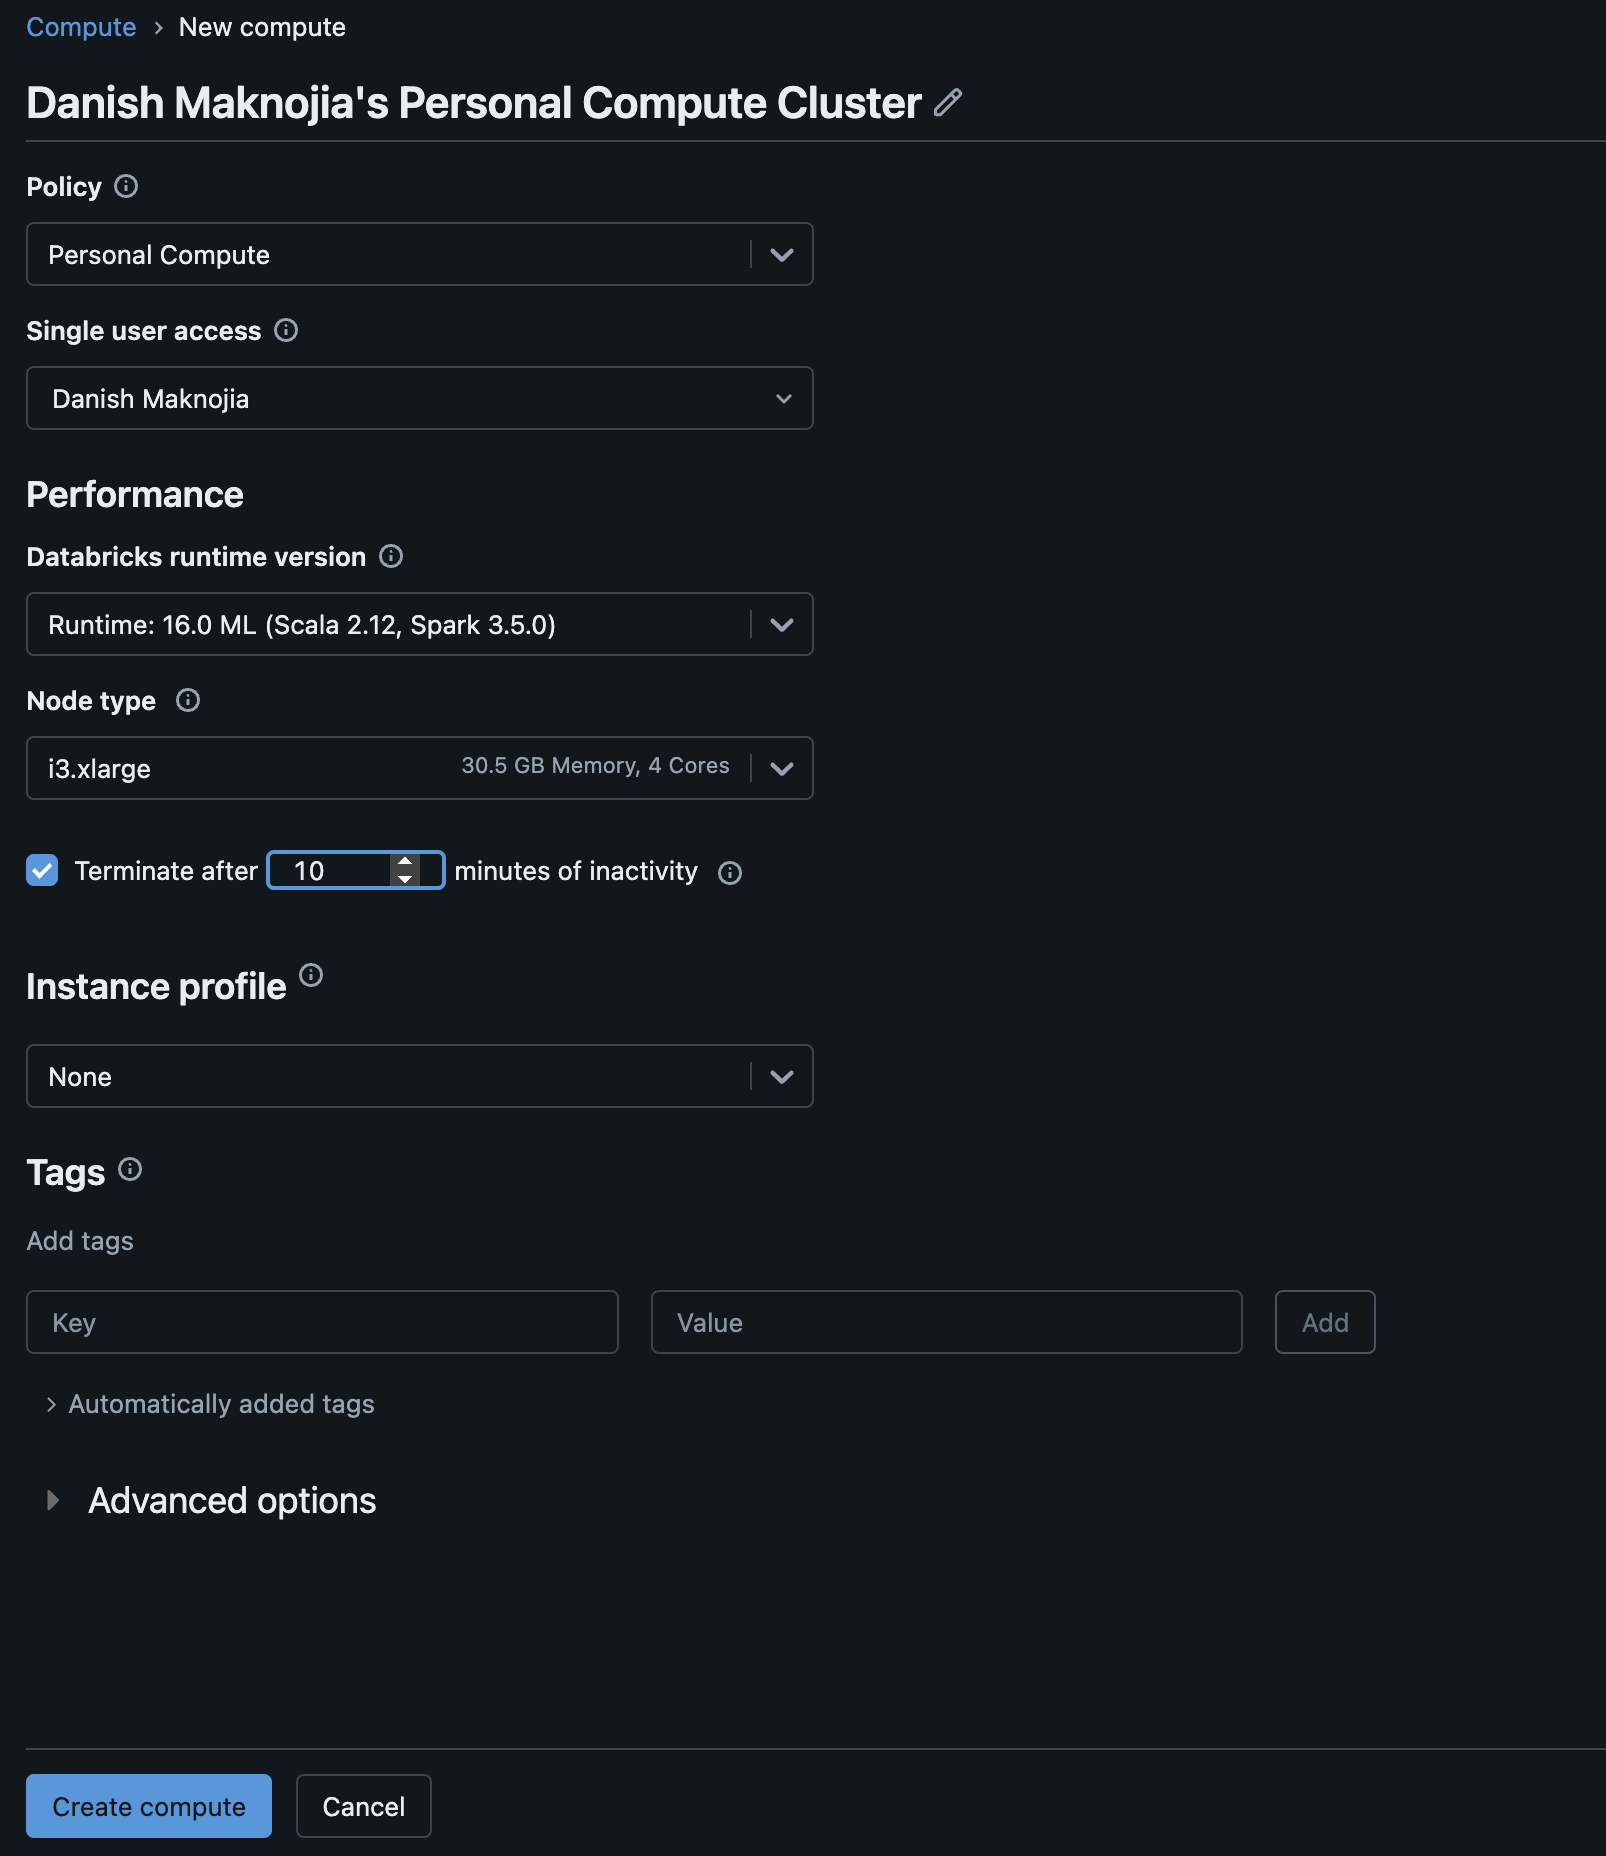 Compute > New compute
Danish Maknojia's Personal Compute Cluster
Policy
Personal Compute
Single user access
Danish Maknojia
Performance
Databricks runtime version
Runtime: 16.0 ML (Scala 2.12, Spark 3.5.0)
Node type
i3.xlarge 30.5 GB Memory, 4 Cores
Terminate after 10 minutes of inactivity
Instance profile
None
Tags
Add tags
Key Value Add
> Automatically added tags
Advanced options
Create compute Cancel